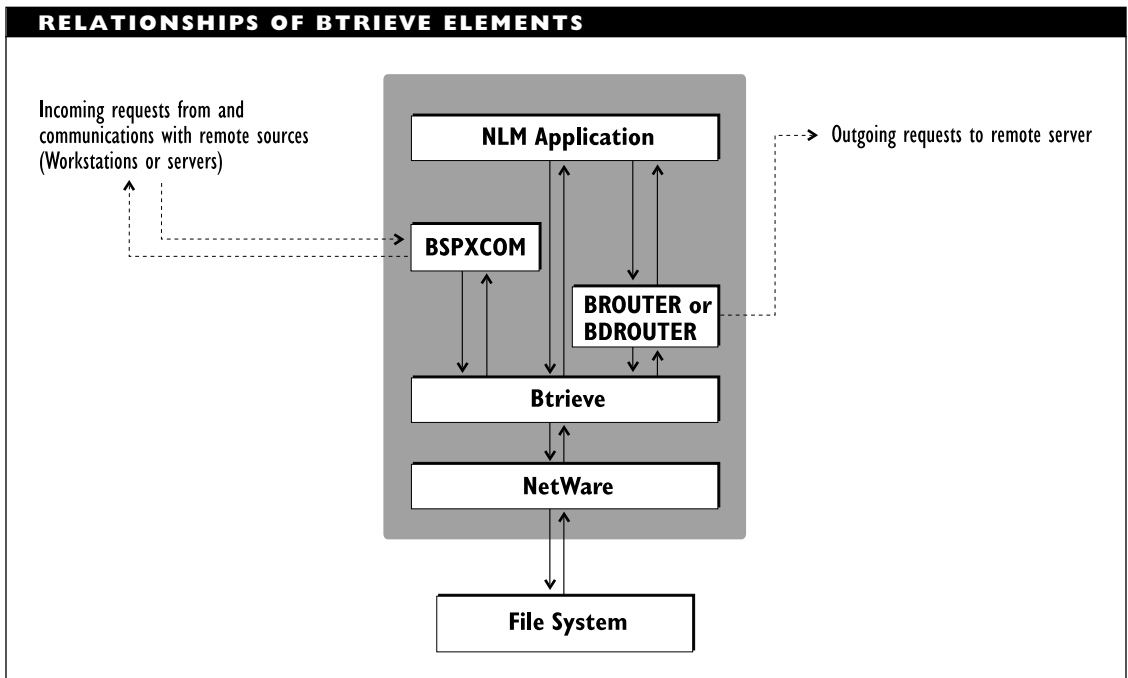 RELATIONSHIPS OF BTRIEVE ELEMENTS
Incoming requests from and
communications with remote sources
(Workstations or servers)
NLM Application
Outgoing requests to remote server
BSPXCOM
BROUTER or
BDROUTER
Btrieve
NetWare
File System